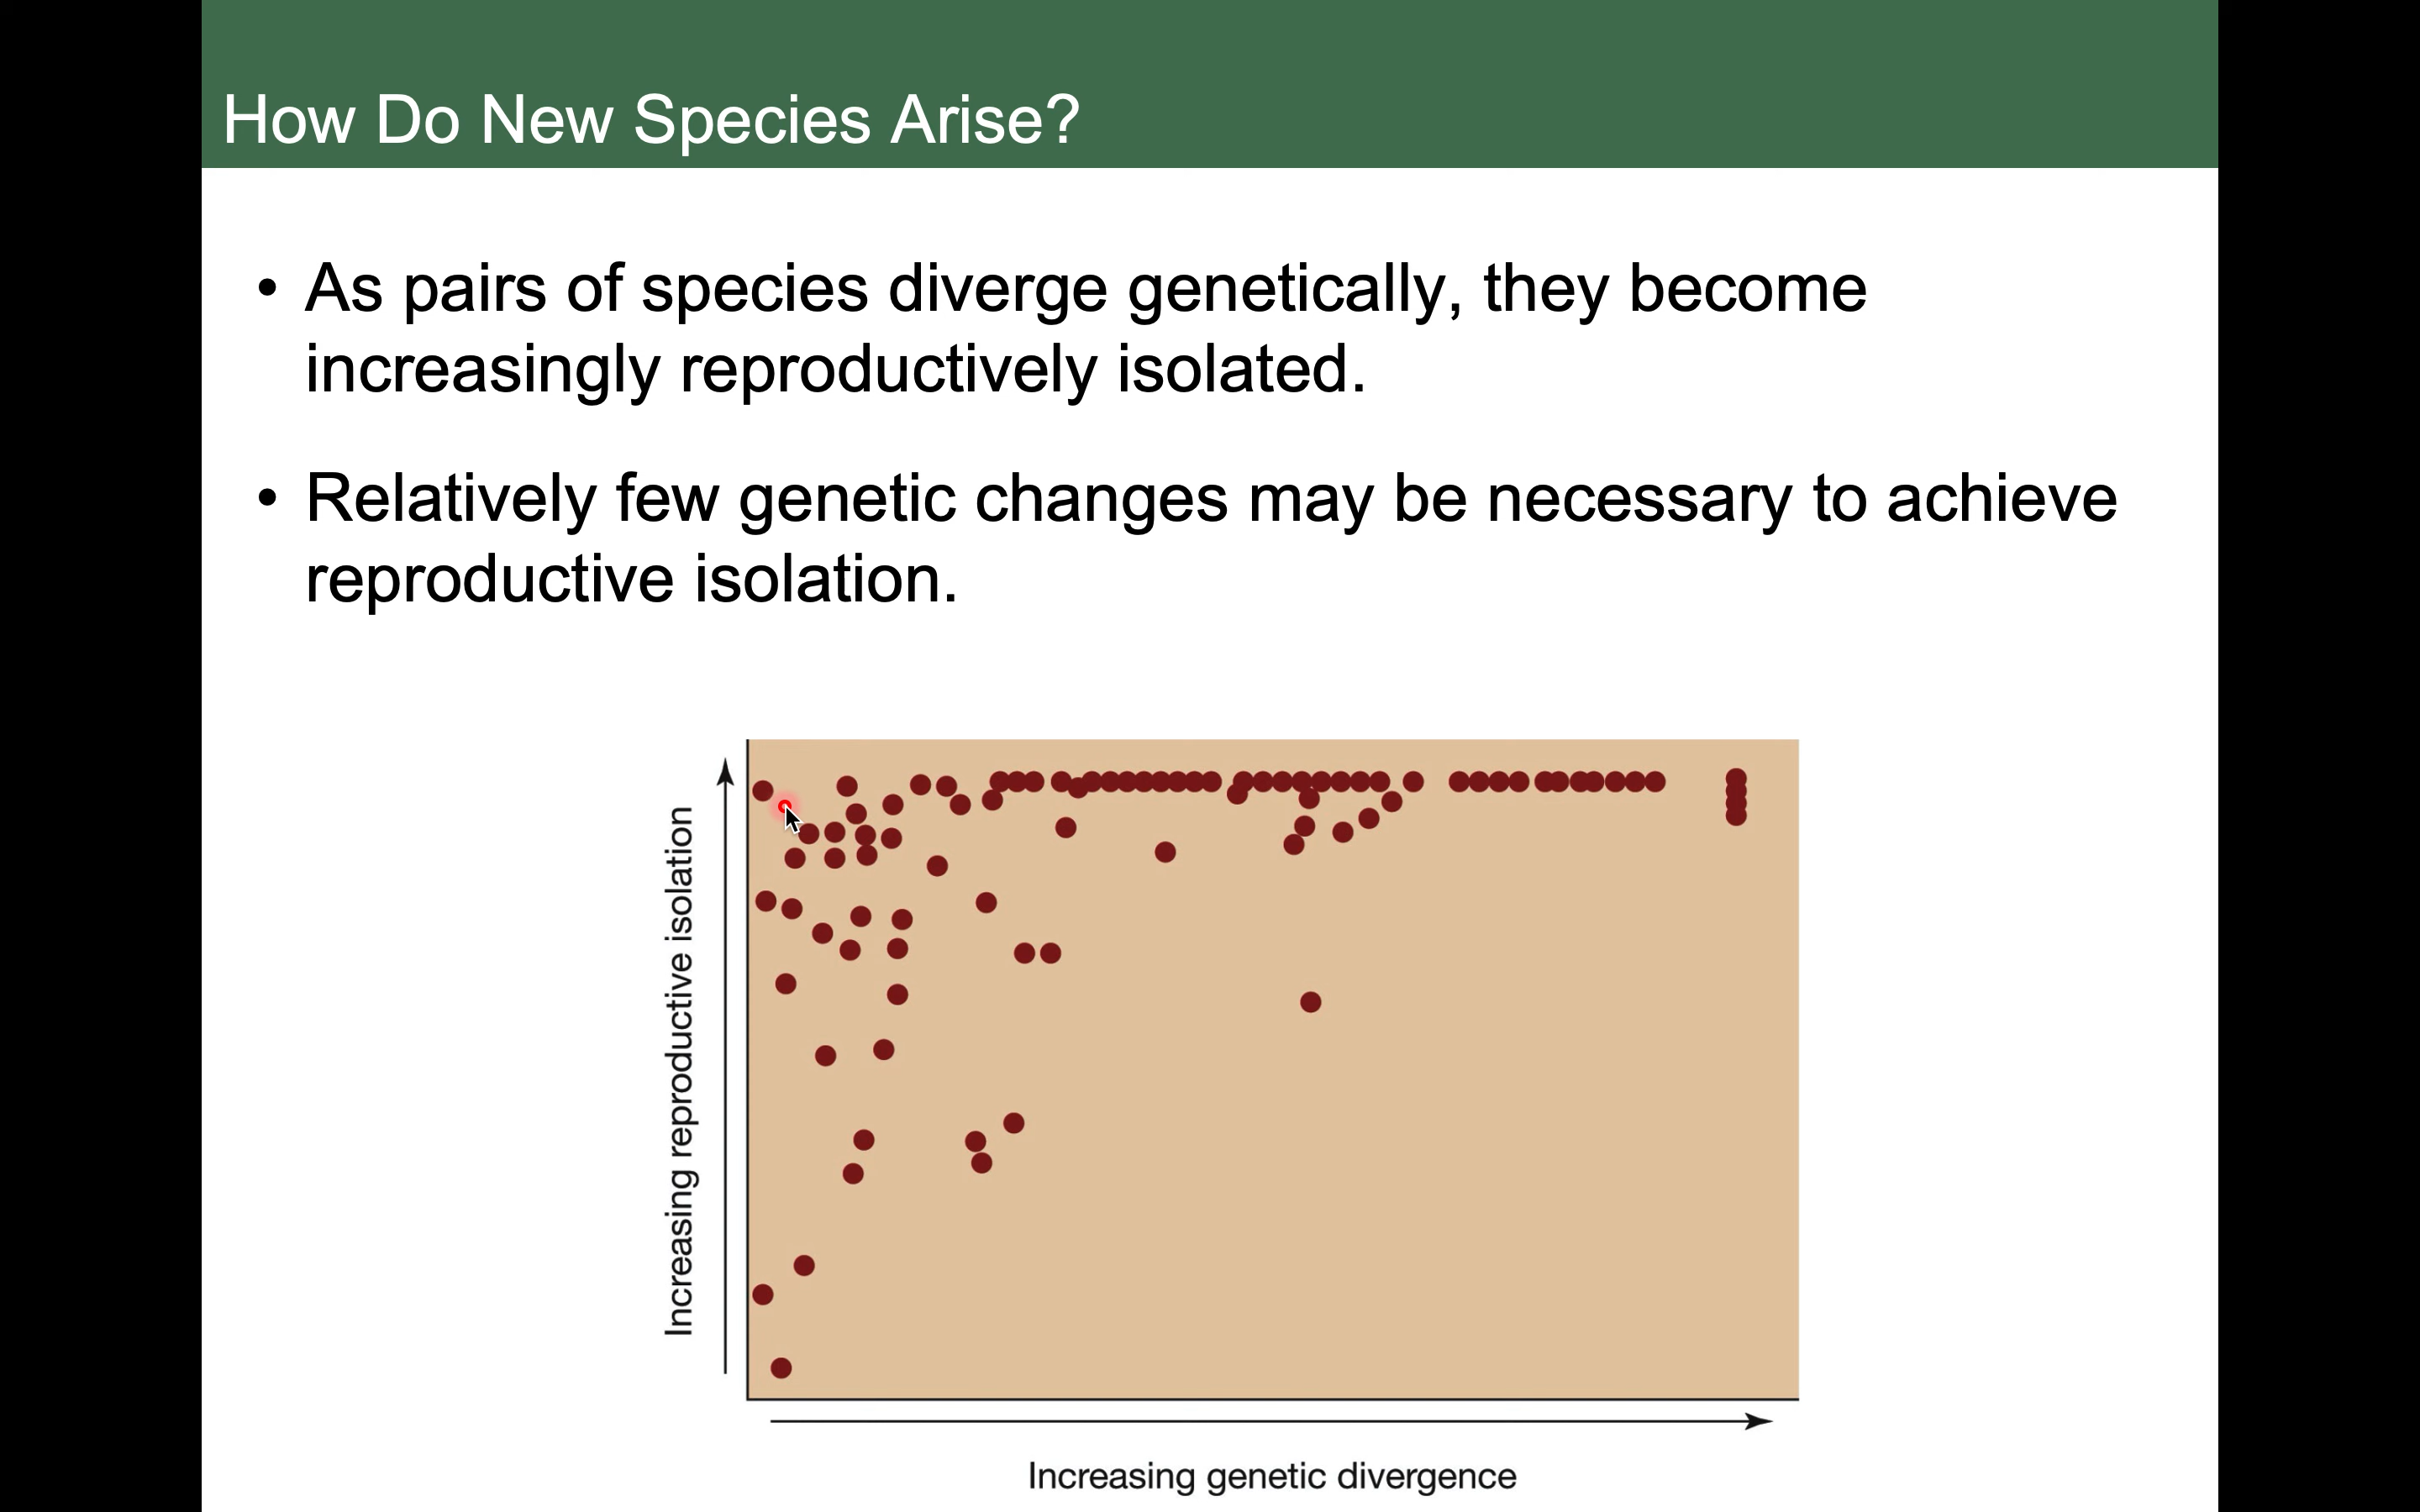 How Do New Species Arise?
• As pairs of species diverge genetically, they become
increasingly reproductively isolated.
• Relatively few genetic changes may be necessary to achieve
reproductive isolation.
Increasing reproductive isolation
Increasing genetic divergence